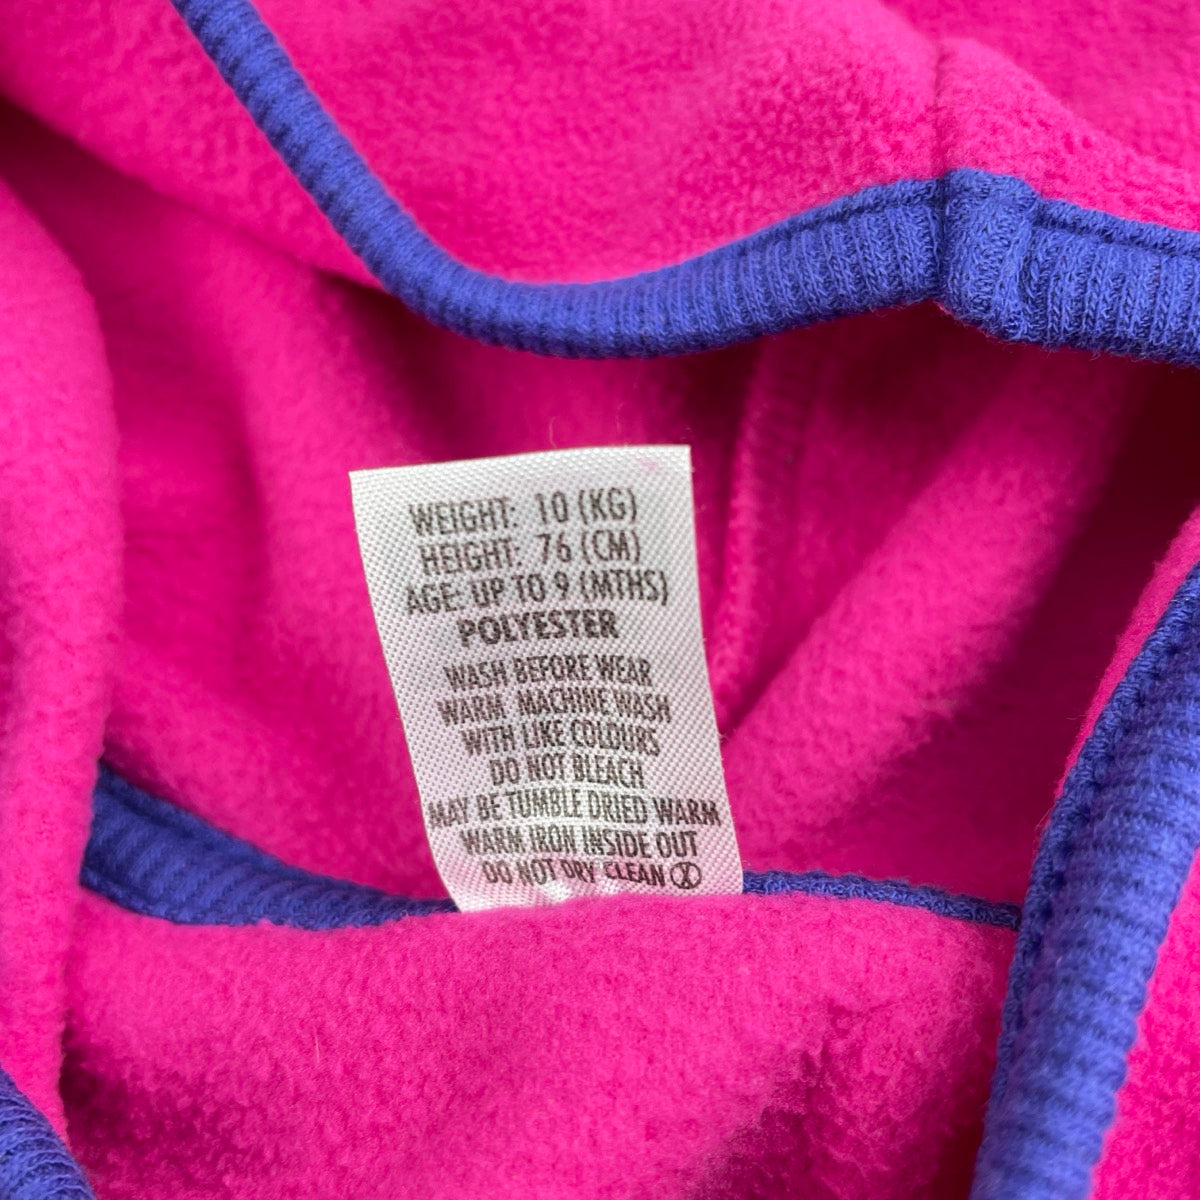 WEIGHT: 10 (KG)
HEIGHT: 76 (CM)
AGE: UP TO 9 (MTHS)
POLYESTER
WASH BEFORE WEAR
WARM MACHINE WASH
WITH LIKE COLOURS
DO NOT BLEACH
MAY BE TUMBLE DRIED WARM
WARM IRON INSIDE OUT
DO NOT DRY CLEAN